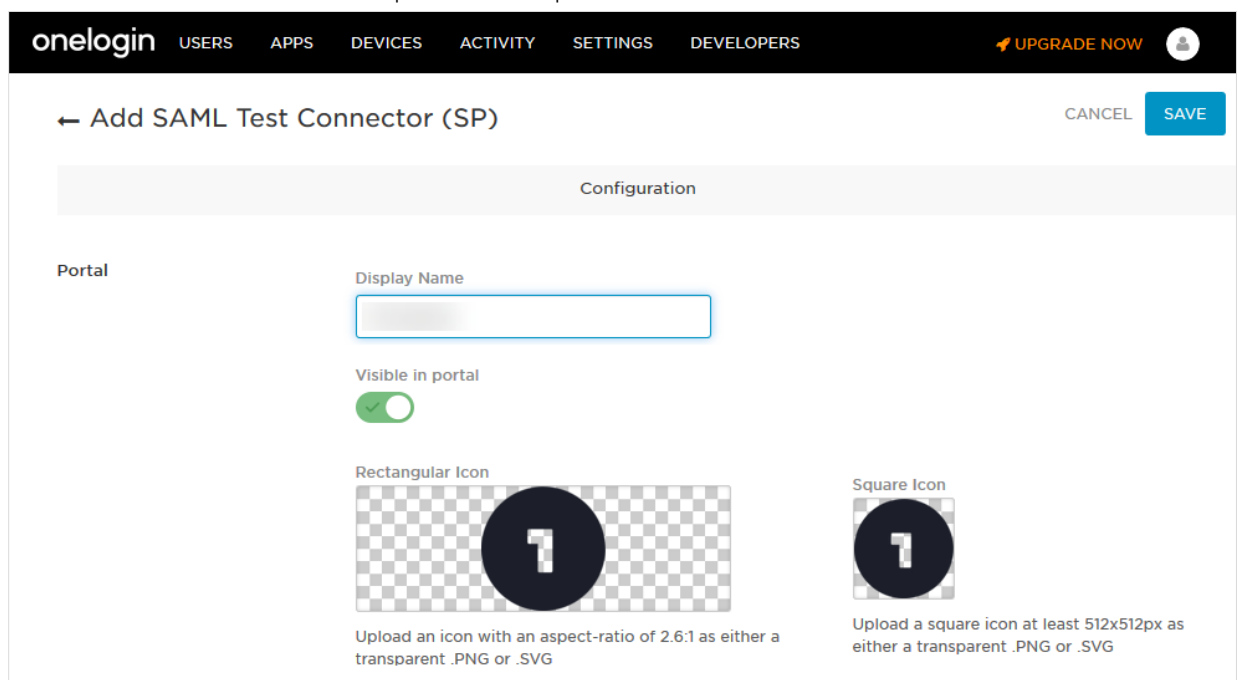 onelogin USERS APPS DEVICES ACTIVITY SETTINGS DEVELOPERS UPGRADE NOW
← Add SAML Test Connector (SP) CANCEL SAVE
Configuration
Portal
Display Name
Visible in portal
Rectangular Icon
Square Icon
1
1
Upload an icon with an aspect-ratio of 2.6:1 as either a
transparent .PNG or .SVG
Upload a square icon at least 512x512px as
either a transparent .PNG or .SVG